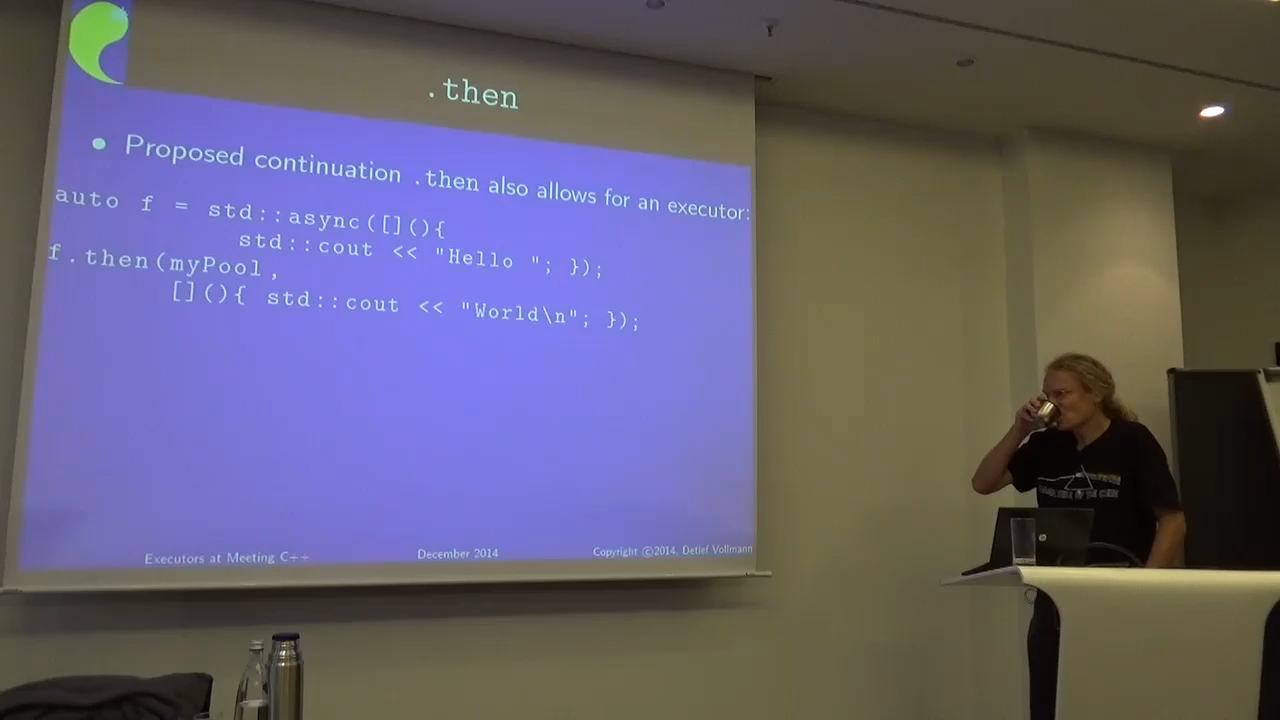 .then
• Proposed continuation .then also allows for an executor:
auto f = std::async([](){
std::cout << "Hello "; });
f.then(myPool,
[](){ std::cout << "World\n"; });
Executors at Meeting C++ December 2014 Copyright ©2014, Detlef Vollmann
hp